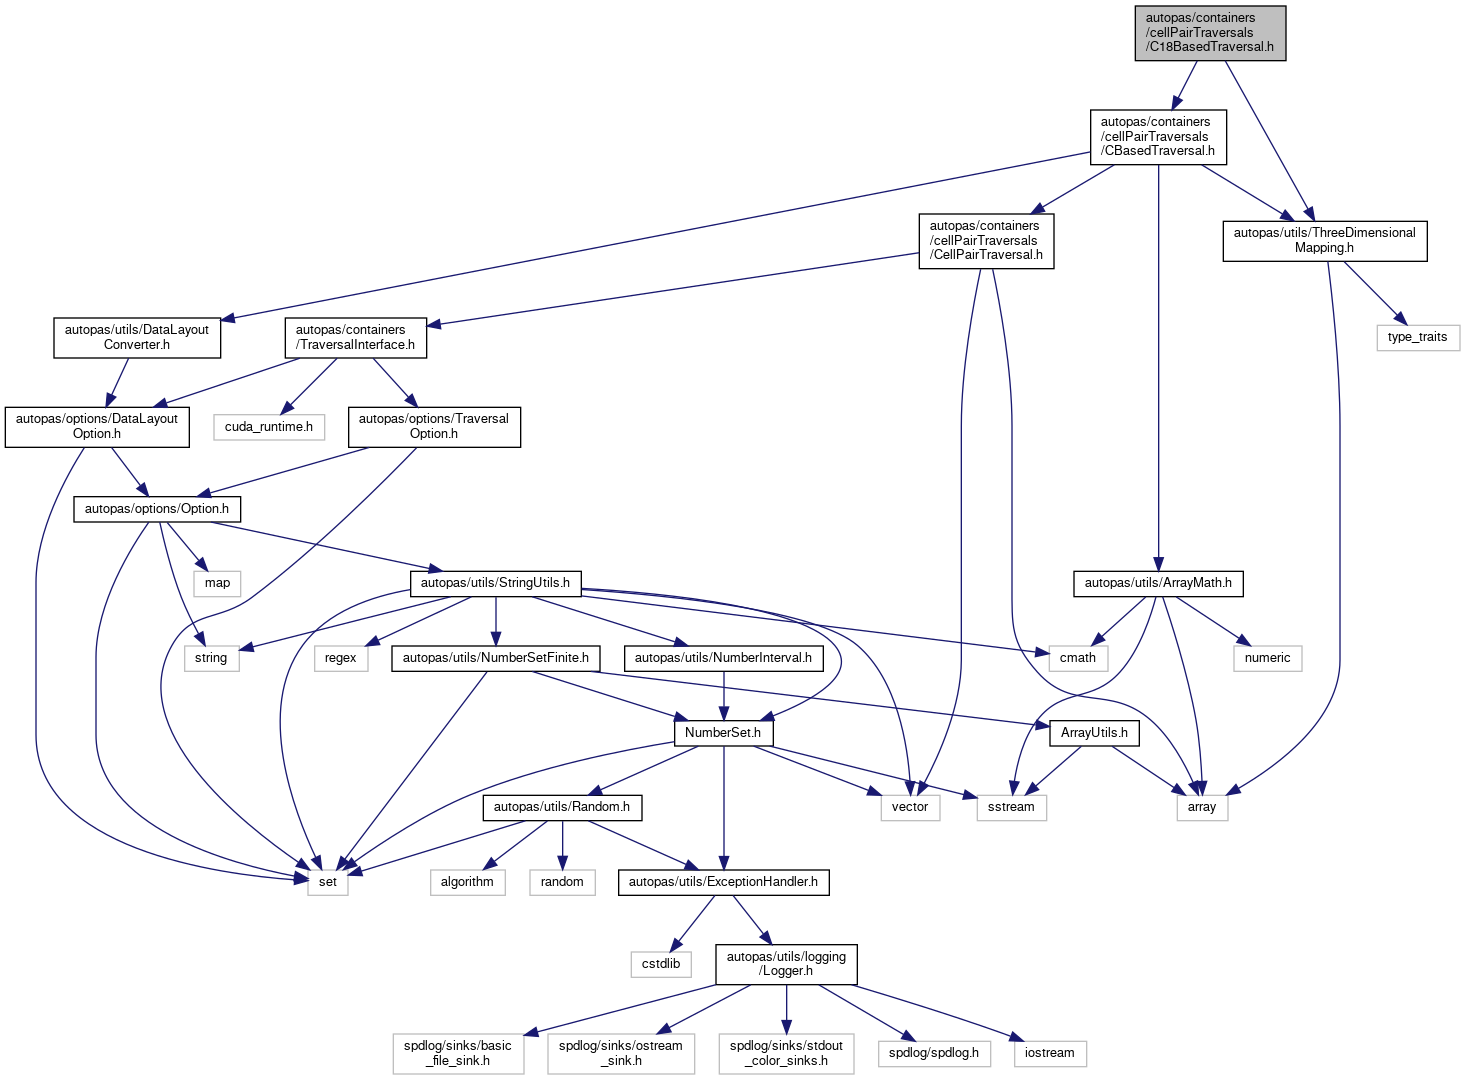 autopas/containers
/cellPairTraversals
/C18BasedTraversal.h
autopas/containers
/cellPairTraversals
/CBasedTraversal.h
autopas/containers
/cellPairTraversals
/CellPairTraversal.h
autopas/utils/ThreeDimensional
Mapping.h
autopas/utils/DataLayout
Converter.h
autopas/containers
/TraversalInterface.h
type_traits
autopas/options/DataLayout
Option.h
cuda_runtime.h
autopas/options/Traversal
Option.h
autopas/options/Option.h
map
autopas/utils/StringUtils.h
autopas/utils/ArrayMath.h
string
regex
autopas/utils/NumberSetFinite.h
autopas/utils/NumberInterval.h
cmath
numeric
NumberSet.h
ArrayUtils.h
autopas/utils/Random.h
vector
sstream
array
set
algorithm
random
autopas/utils/ExceptionHandler.h
cstdlib
autopas/utils/logging
/Logger.h
spdlog/sinks/basic
_file_sink.h
spdlog/sinks/ostream
_sink.h
spdlog/sinks/stdout
_color_sinks.h
spdlog/spdlog.h
iostream